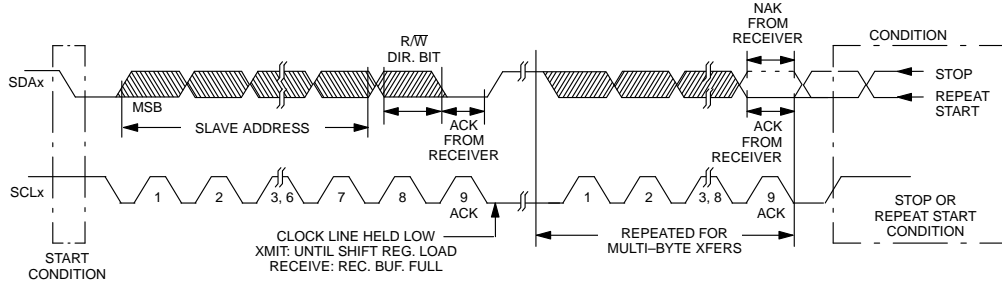 NAK
FROM
RECEIVER
R/W̅
DIR. BIT
CONDITION
SDAx
STOP
REPEAT
START
MSB
SLAVE ADDRESS
ACK
FROM
RECEIVER
ACK
FROM
RECEIVER
SCLx
1
2
3, 6
7
8
9
ACK
1
2
3, 8
9
ACK
STOP OR
REPEAT START
CONDITION
CLOCK LINE HELD LOW
XMIT: UNTIL SHIFT REG. LOAD
RECEIVE: REC. BUF. FULL
REPEATED FOR
MULTI–BYTE XFERS
START
CONDITION